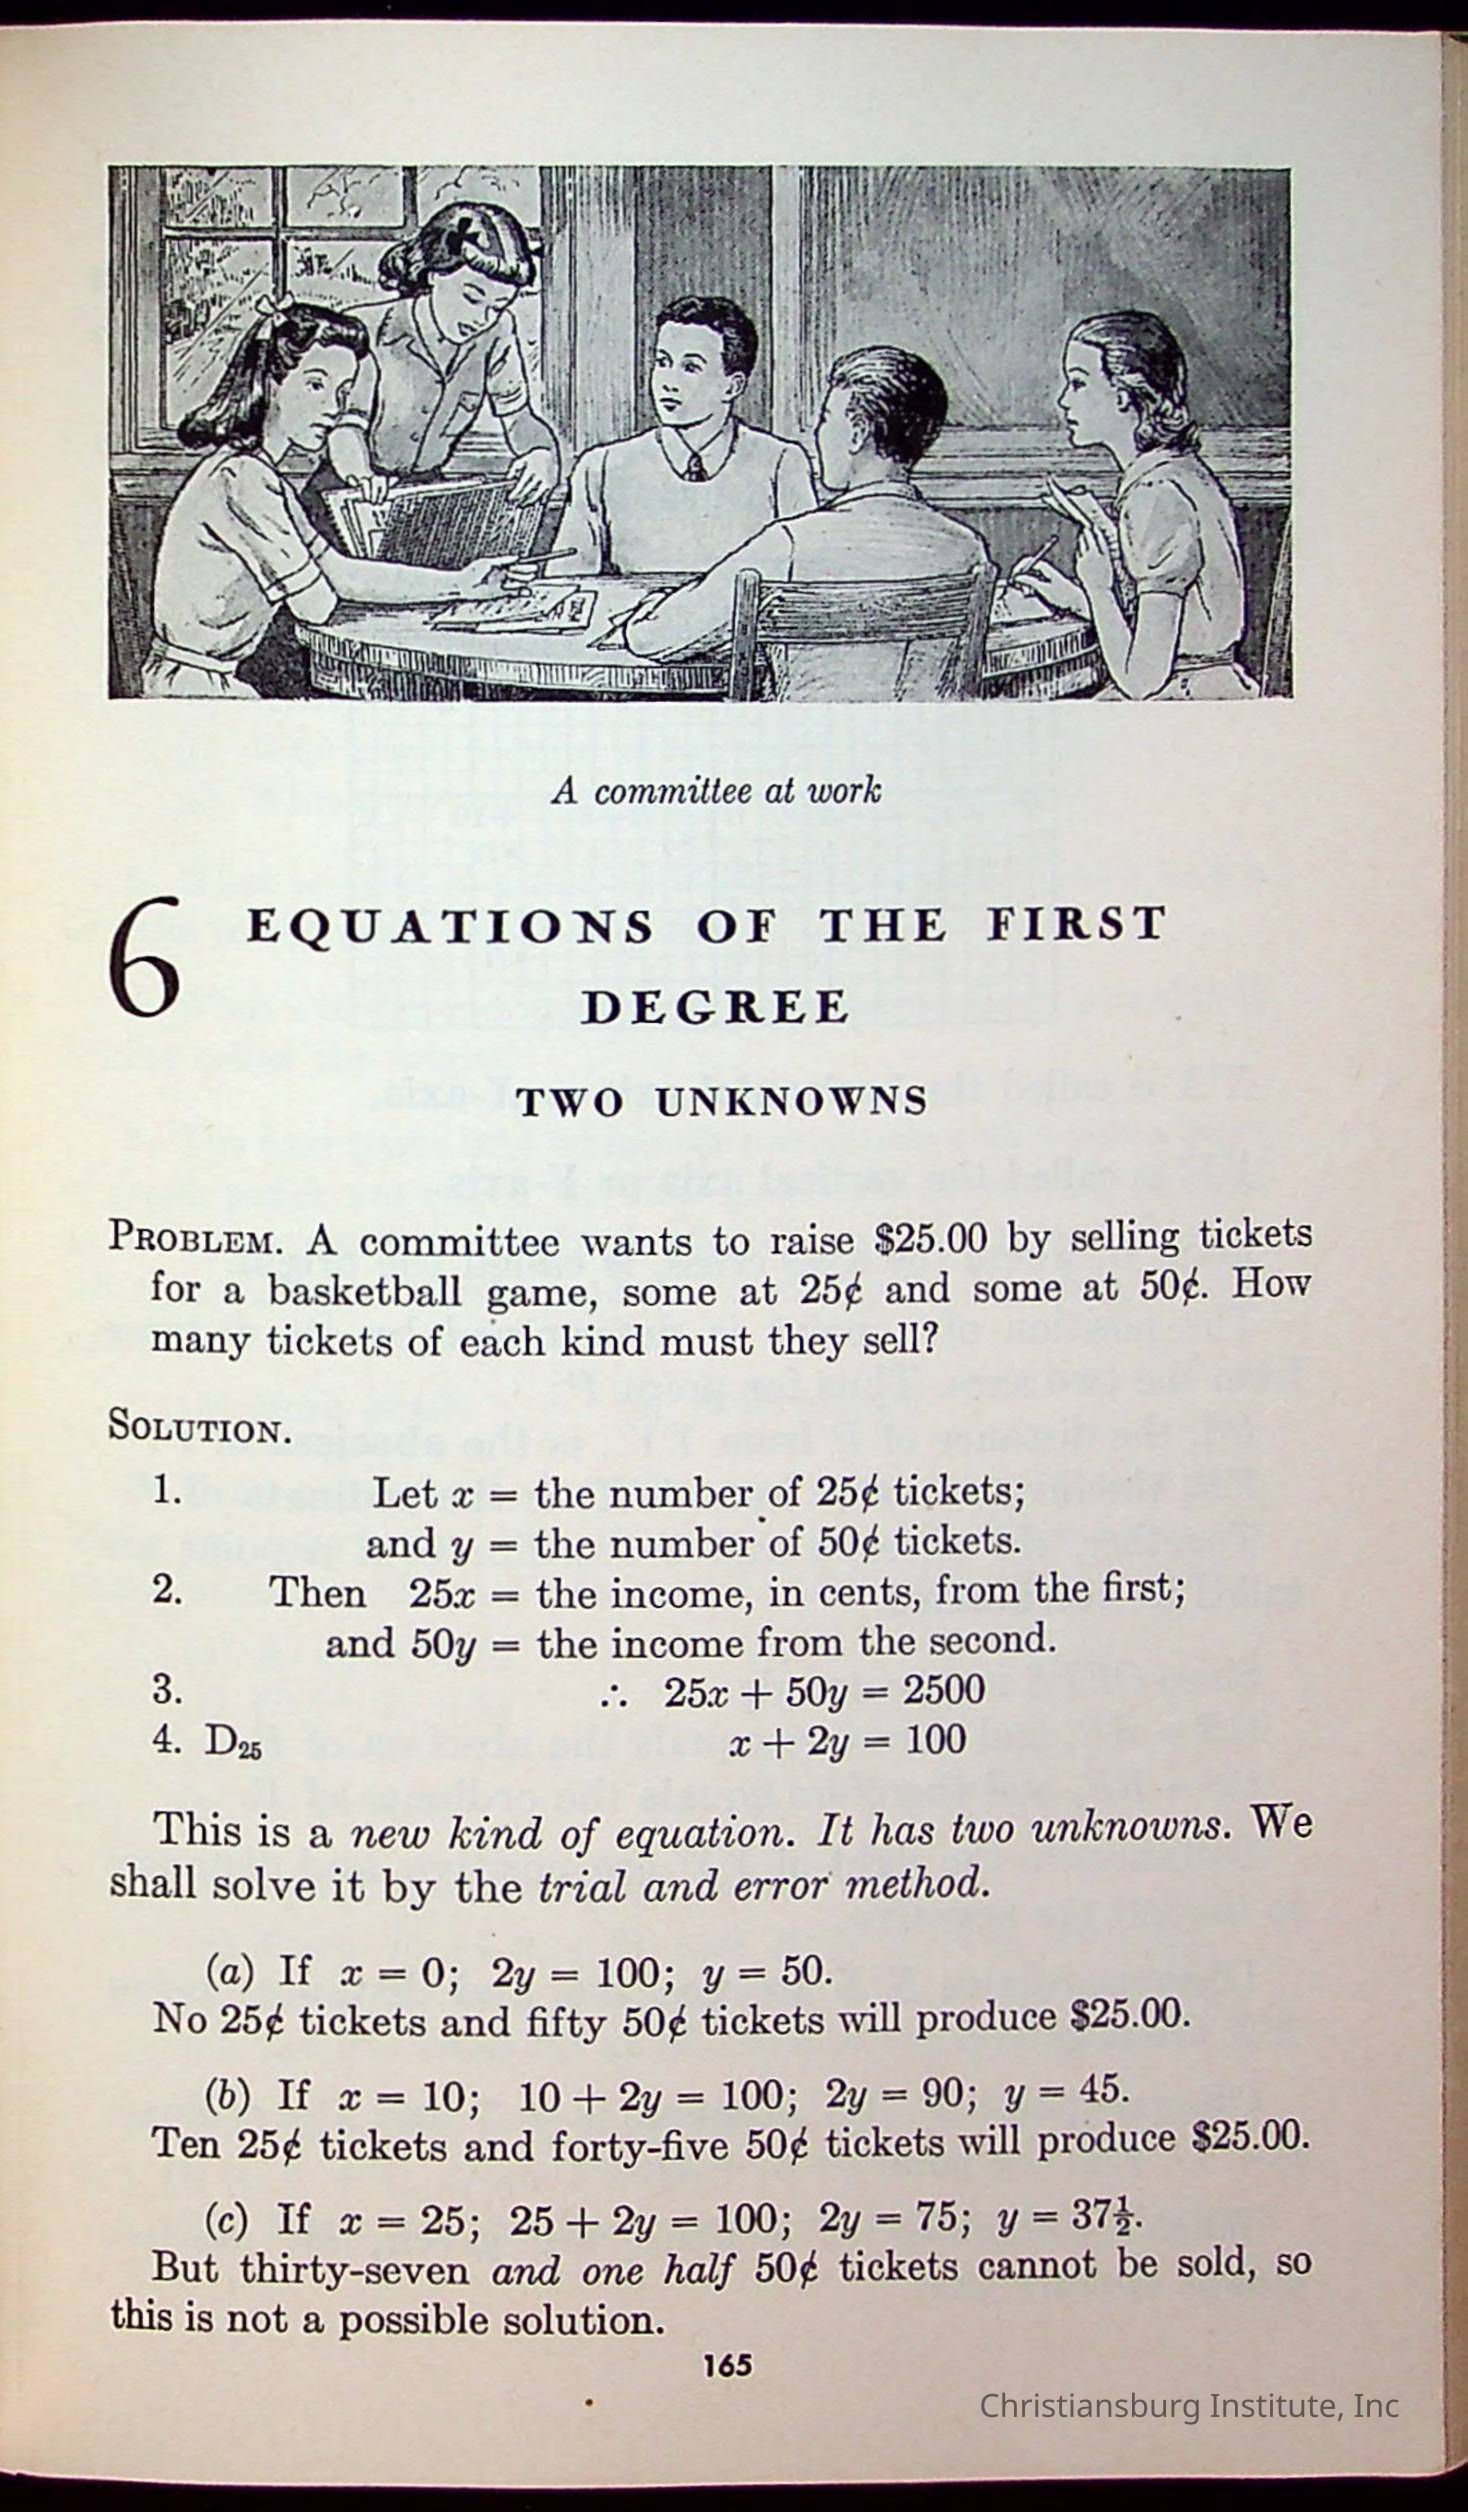 A committee at work
6 EQUATIONS OF THE FIRST
DEGREE
TWO UNKNOWNS
PROBLEM. A committee wants to raise $25.00 by selling tickets
for a basketball game, some at 25¢ and some at 50¢. How
many tickets of each kind must they sell?
SOLUTION.
1. Let x = the number of 25¢ tickets;
and y = the number of 50¢ tickets.
2. Then 25x = the income, in cents, from the first;
and 50y = the income from the second.
3. ∴ 25x + 50y = 2500
4. D₂₅ x + 2y = 100
This is a new kind of equation. It has two unknowns. We
shall solve it by the trial and error method.
(a) If x = 0; 2y = 100; y = 50.
No 25¢ tickets and fifty 50¢ tickets will produce $25.00.
(b) If x = 10; 10 + 2y = 100; 2y = 90; y = 45.
Ten 25¢ tickets and forty-five 50¢ tickets will produce $25.00.
(c) If x = 25; 25 + 2y = 100; 2y = 75; y = 37½.
But thirty-seven and one half 50¢ tickets cannot be sold, so
this is not a possible solution.
165
Christiansburg Institute, Inc